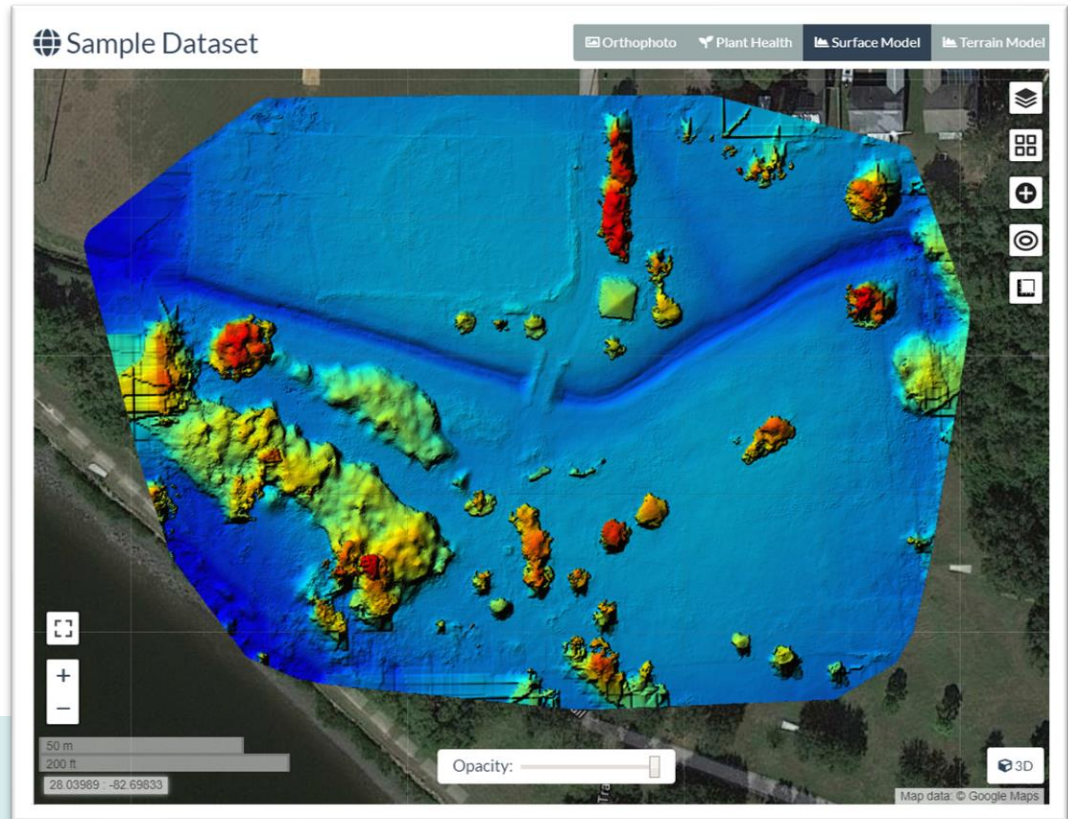 Sample Dataset
Orthophoto
Plant Health
Surface Model
Terrain Model
+
−
50 m
200 ft
28.03989 : -82.69833
Opacity:
3D
Map data: © Google Maps